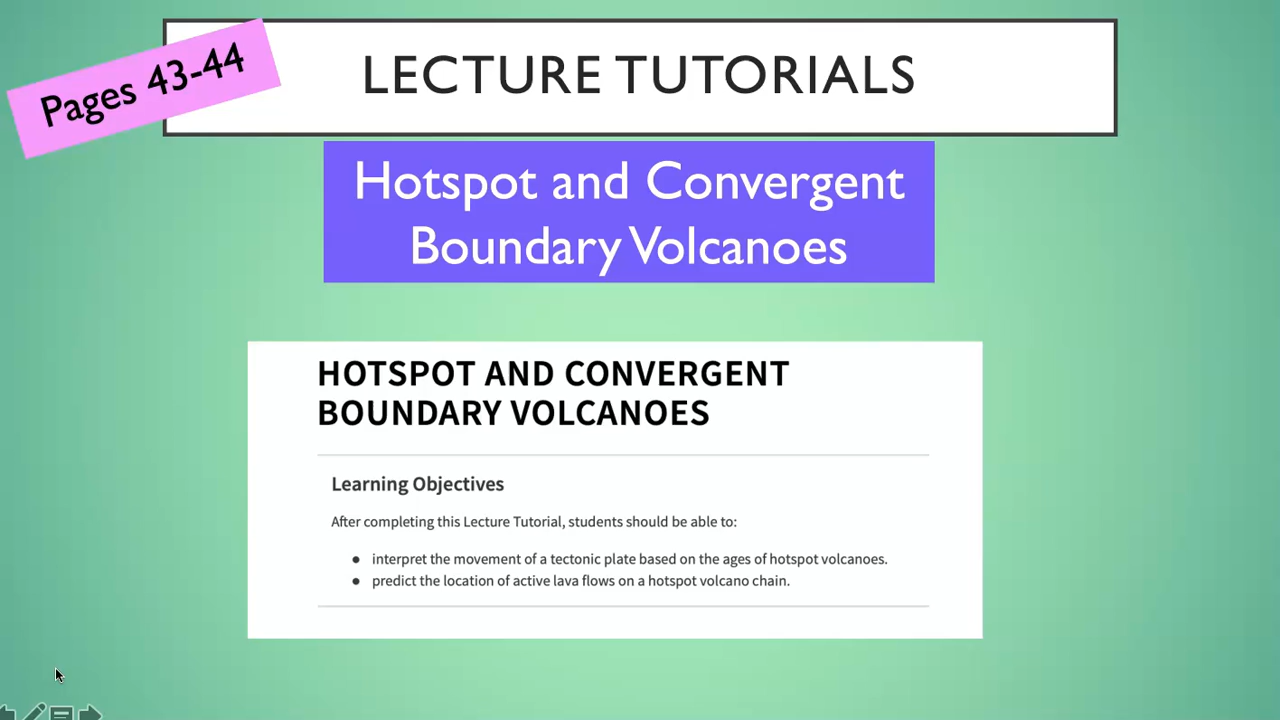 Pages 43-44
LECTURE TUTORIALS
Hotspot and Convergent
Boundary Volcanoes
HOTSPOT AND CONVERGENT
BOUNDARY VOLCANOES
Learning Objectives
After completing this Lecture Tutorial, students should be able to:
● interpret the movement of a tectonic plate based on the ages of hotspot volcanoes.
● predict the location of active lava flows on a hotspot volcano chain.